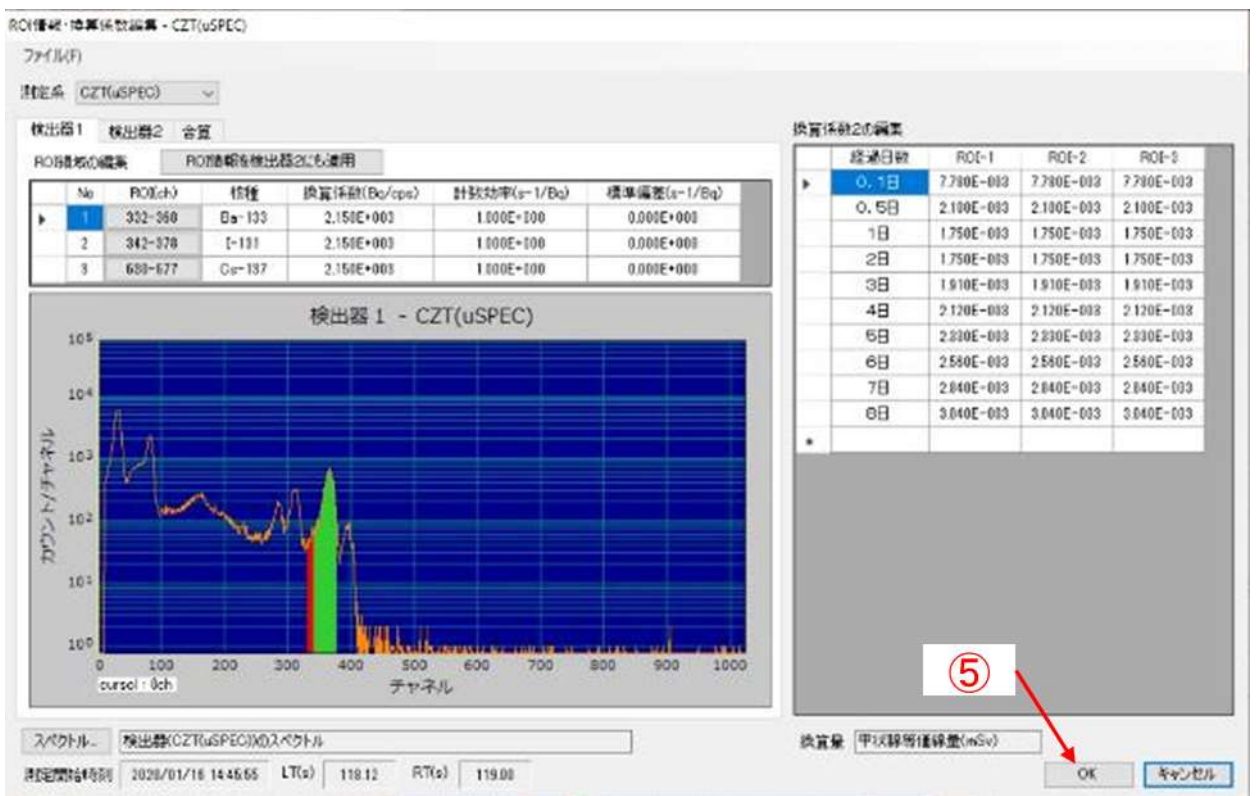 ROI情報・換算係数編集 - CZT(uSPEC)
ファイル(F)
測定系 CZT(uSPEC)
検出器1 検出器2 合算
ROI領域の編集 ROI情報を検出器2にも適用
No ROI(ch) 核種 換算係数(Bq/cps) 計数効率(s-1/Bq) 標準偏差(s-1/Bq)
1 332-360 Ba-133 2.150E+003 1.000E+000 0.000E+000
2 342-378 I-131 2.150E+003 1.000E+000 0.000E+000
3 Cs-137 2.150E+003 1.000E+000 0.000E+000
検出器 1 - CZT(uSPEC)
カウント/チャネル
10⁵
10⁴
10³
10²
10¹
10⁰
0 100 200 300 400 500 600 700 800 900 1000
cursol : 0ch
チャネル
換算係数2の編集
経過日数 ROI-1 ROI-2 ROI-3
0.1日 7.780E-003 7.780E-003 7.780E-003
0.5日 2.100E-003 2.100E-003 2.100E-003
1日 1.750E-003 1.750E-003 1.750E-003
2日 1.750E-003 1.750E-003 1.750E-003
3日 1.910E-003 1.910E-003 1.910E-003
4日 2.120E-003 2.120E-003 2.120E-003
5日 2.330E-003 2.330E-003 2.330E-003
6日 2.560E-003 2.560E-003 2.560E-003
7日 2.840E-003 2.840E-003 2.840E-003
8日 3.040E-003 3.040E-003 3.040E-003
⑤
スペクトル... 検出器(CZT(uSPEC))のスペクトル
換算量 甲状腺等価線量(mSv)
測定開始時刻 2020/01/16 LT(s) 118.12 RT(s) 119.00
OK キャンセル